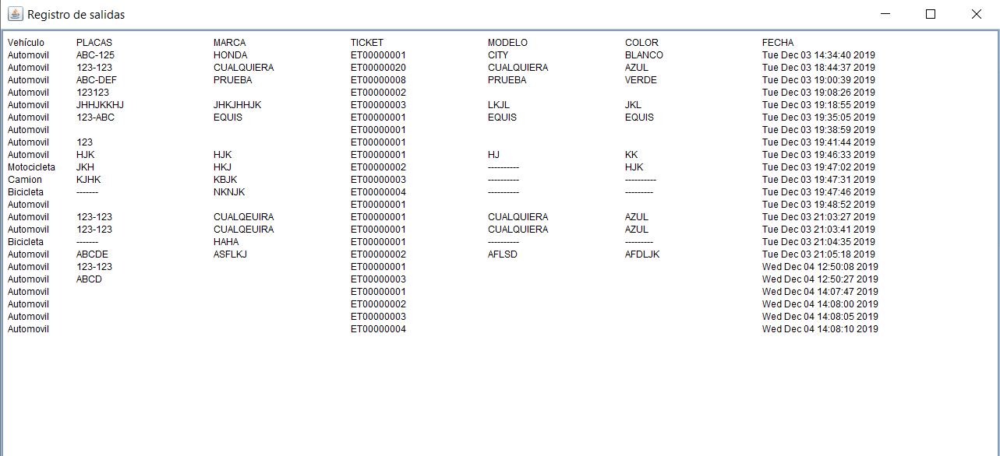 Registro de salidas
Vehículo PLACAS MARCA TICKET MODELO COLOR FECHA
Automovil ABC-125 HONDA ET00000001 CITY BLANCO Tue Dec 03 14:34:40 2019
Automovil 123-123 CUALQUIERA ET00000020 CUALQUIERA AZUL Tue Dec 03 18:44:37 2019
Automovil ABC-DEF PRUEBA ET00000008 PRUEBA VERDE Tue Dec 03 19:00:39 2019
Automovil 123123 ET00000002 Tue Dec 03 19:08:26 2019
Automovil JHHJKKHJ JHKJHHJK ET00000003 LKJL JKL Tue Dec 03 19:18:55 2019
Automovil 123-ABC EQUIS ET00000001 EQUIS EQUIS Tue Dec 03 19:35:05 2019
Automovil ET00000001 Tue Dec 03 19:38:59 2019
Automovil 123 ET00000001 Tue Dec 03 19:41:44 2019
Automovil HJK HJK ET00000001 HJ KK Tue Dec 03 19:46:33 2019
Motocicleta JKH HKJ ET00000002 ---------- HJK Tue Dec 03 19:47:02 2019
Camion KJHK KBJK ET00000003 ---------- ---------- Tue Dec 03 19:47:31 2019
Bicicleta ------- NKNJK ET00000004 ---------- --------- Tue Dec 03 19:47:46 2019
Automovil ET00000001 Tue Dec 03 19:48:52 2019
Automovil 123-123 CUALQEUIRA ET00000001 CUALQUIERA AZUL Tue Dec 03 21:03:27 2019
Automovil 123-123 CUALQEUIRA ET00000001 CUALQUIERA AZUL Tue Dec 03 21:03:41 2019
Bicicleta ------- HAHA ET00000001 ---------- --------- Tue Dec 03 21:04:35 2019
Automovil ABCDE ASFLKJ ET00000002 AFLSD AFDLJK Tue Dec 03 21:05:18 2019
Automovil 123-123 ET00000001 Wed Dec 04 12:50:08 2019
Automovil ABCD ET00000003 Wed Dec 04 12:50:27 2019
Automovil ET00000001 Wed Dec 04 14:07:47 2019
Automovil ET00000002 Wed Dec 04 14:08:00 2019
Automovil ET00000003 Wed Dec 04 14:08:05 2019
Automovil ET00000004 Wed Dec 04 14:08:10 2019